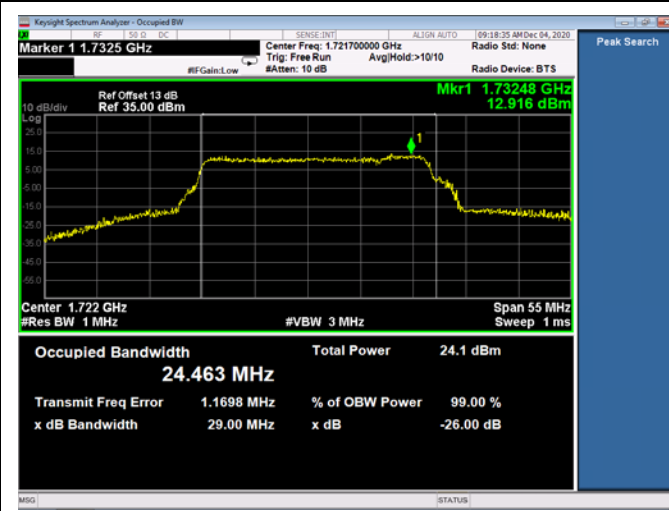 Keysight Spectrum Analyzer - Occupied BW
RF 50 Ω DC SENSE:INT ALIGN AUTO 09:18:35 AM Dec 04, 2020
Marker 1 1.7325 GHz
Center Freq: 1.721700000 GHz
Radio Std: None
Trig: Free Run Avg|Hold:>10/10
#IFGain:Low #Atten: 10 dB Radio Device: BTS
Peak Search
Ref Offset 13 dB
Mkr1 1.73248 GHz
10 dB/div Ref 35.00 dBm 12.916 dBm
Log
25.0
15.0
5.00
-5.00
-15.0
-25.0
-35.0
-45.0
-55.0
1
Center 1.722 GHz Span 55 MHz
#Res BW 1 MHz #VBW 3 MHz Sweep 1 ms
Occupied Bandwidth Total Power 24.1 dBm
24.463 MHz
Transmit Freq Error 1.1698 MHz % of OBW Power 99.00 %
x dB Bandwidth 29.00 MHz x dB -26.00 dB
MSG STATUS